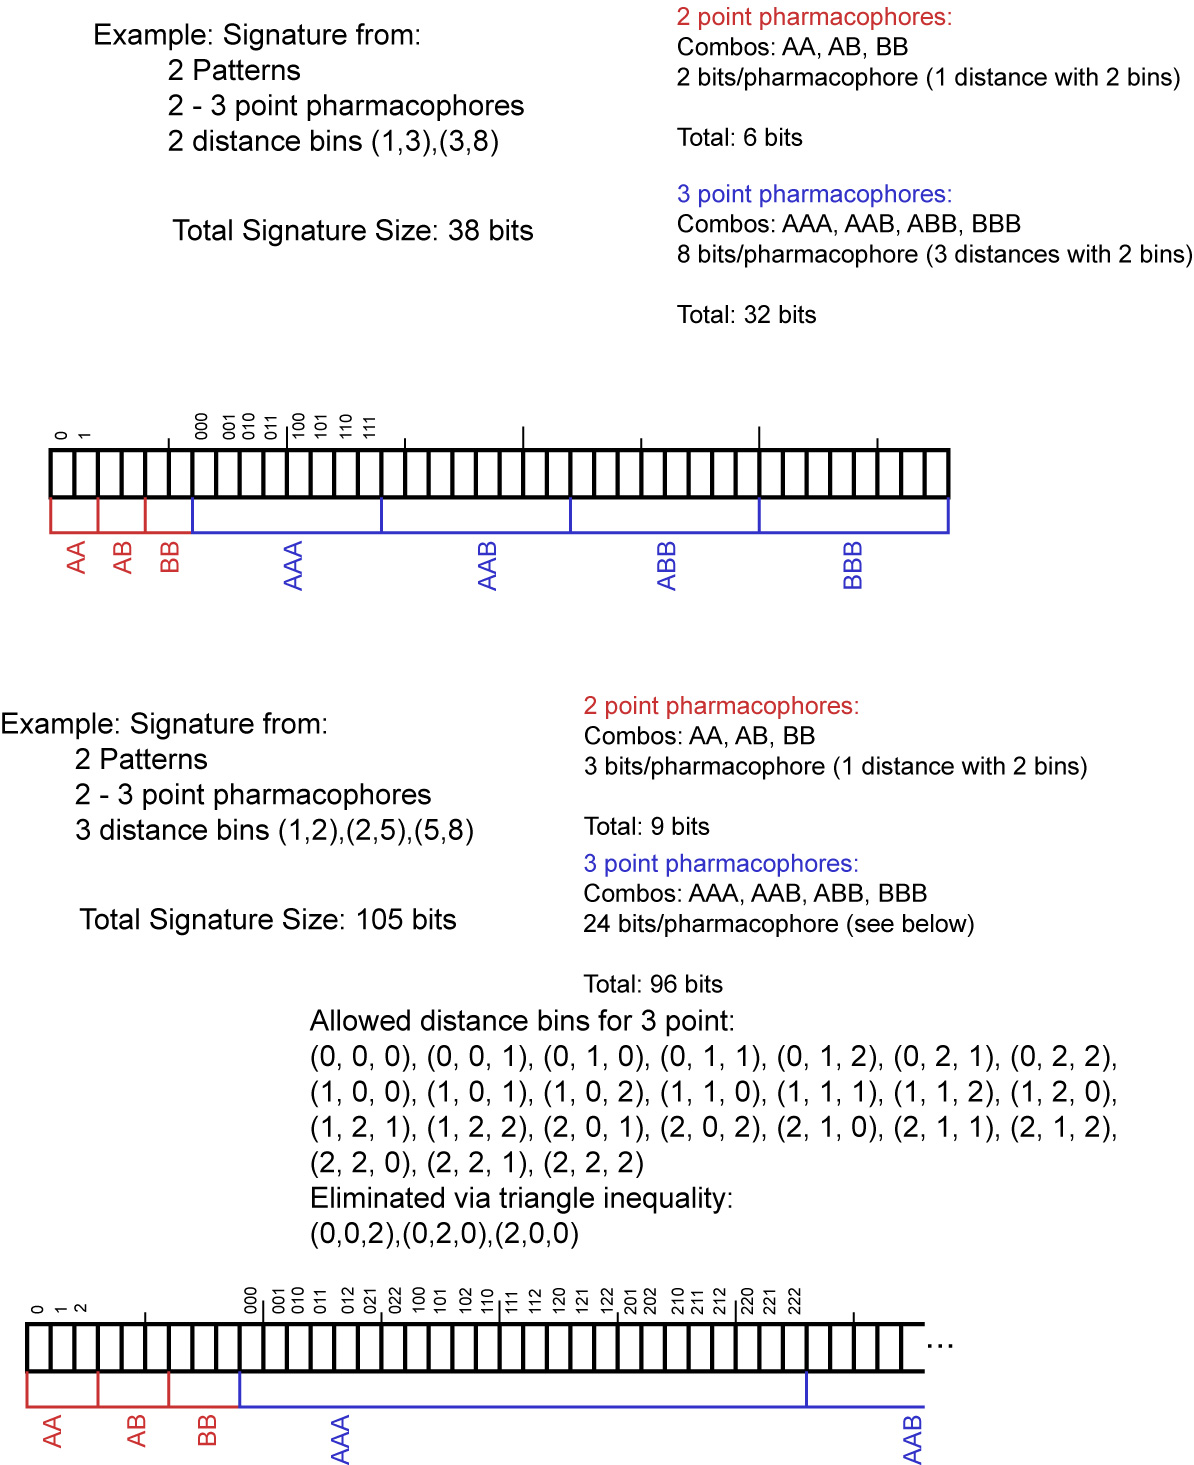 Example: Signature from:
2 Patterns
2 - 3 point pharmacophores
2 distance bins (1,3),(3,8)
Total Signature Size: 38 bits
2 point pharmacophores:
Combos: AA, AB, BB
2 bits/pharmacophore (1 distance with 2 bins)
Total: 6 bits
3 point pharmacophores:
Combos: AAA, AAB, ABB, BBB
8 bits/pharmacophore (3 distances with 2 bins)
Total: 32 bits
0 1 000 001 010 011 100 101 110 111
AA AB BB AAA AAB ABB BBB
Example: Signature from:
2 Patterns
2 - 3 point pharmacophores
3 distance bins (1,2),(2,5),(5,8)
Total Signature Size: 105 bits
2 point pharmacophores:
Combos: AA, AB, BB
3 bits/pharmacophore (1 distance with 2 bins)
Total: 9 bits
3 point pharmacophores:
Combos: AAA, AAB, ABB, BBB
24 bits/pharmacophore (see below)
Total: 96 bits
Allowed distance bins for 3 point:
(0, 0, 0), (0, 0, 1), (0, 1, 0), (0, 1, 1), (0, 1, 2), (0, 2, 1), (0, 2, 2),
(1, 0, 0), (1, 0, 1), (1, 0, 2), (1, 1, 0), (1, 1, 1), (1, 1, 2), (1, 2, 0),
(1, 2, 1), (1, 2, 2), (2, 0, 1), (2, 0, 2), (2, 1, 0), (2, 1, 1), (2, 1, 2),
(2, 2, 0), (2, 2, 1), (2, 2, 2)
Eliminated via triangle inequality:
(0,0,2),(0,2,0),(2,0,0)
0 1 2 000 001 010 011 012 021 022 100 101 102 110 111 112 120 121 122 201 202 210 211 212 220 221 222
...
AA AB BB AAA AAB